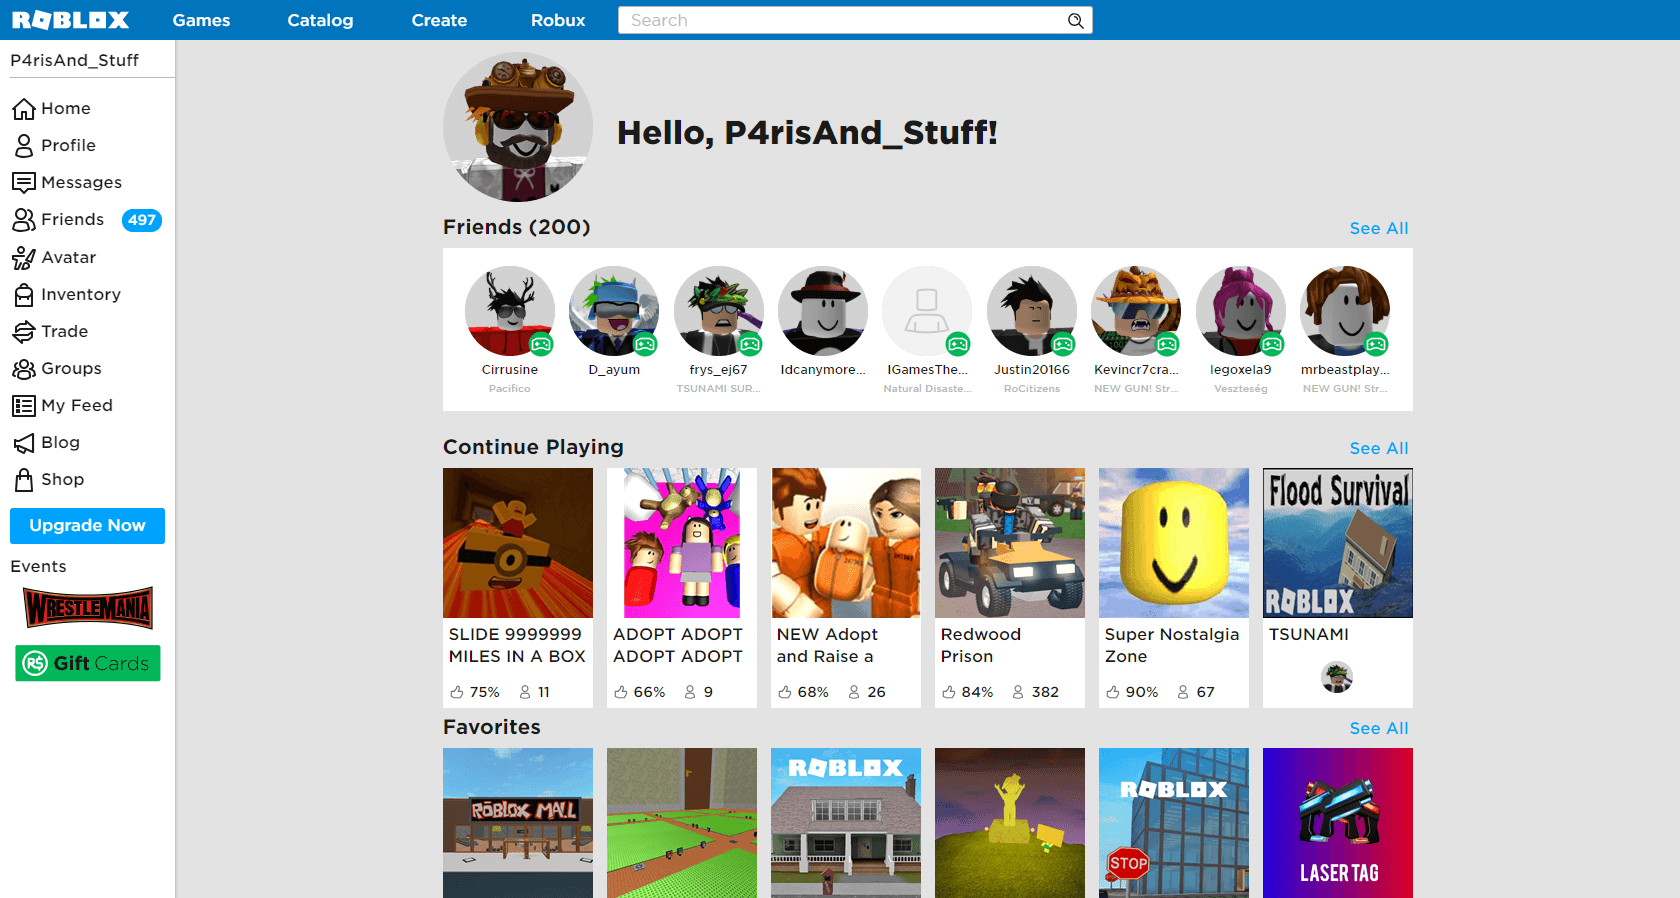 ROBLOX
Games
Catalog
Create
Robux
Search
P4risAnd_Stuff
Home
Profile
Messages
Friends 497
Avatar
Inventory
Trade
Groups
My Feed
Blog
Shop
Upgrade Now
Events
WRESTLEMANIA
R$ Gift Cards
Hello, P4risAnd_Stuff!
Friends (200)
See All
Cirrusine
Pacifico
D_ayum
frys_ej67
TSUNAMI SUR...
Idcanymore...
IGamesThe...
Natural Disaste...
Justin20166
RoCitizens
Kevincr7cra...
NEW GUN! Str...
legoxela9
Veszteség
mrbeastplay...
NEW GUN! Str...
Continue Playing
See All
SLIDE 9999999
MILES IN A BOX
75% 11
ADOPT ADOPT
ADOPT ADOPT
66% 9
NEW Adopt
and Raise a
68% 26
Redwood
Prison
84% 382
Super Nostalgia
Zone
90% 67
Flood Survival
ROBLOX
TSUNAMI
Favorites
See All
ROBLOX MALL
ROBLOX
ROBLOX
STOP
LASER TAG